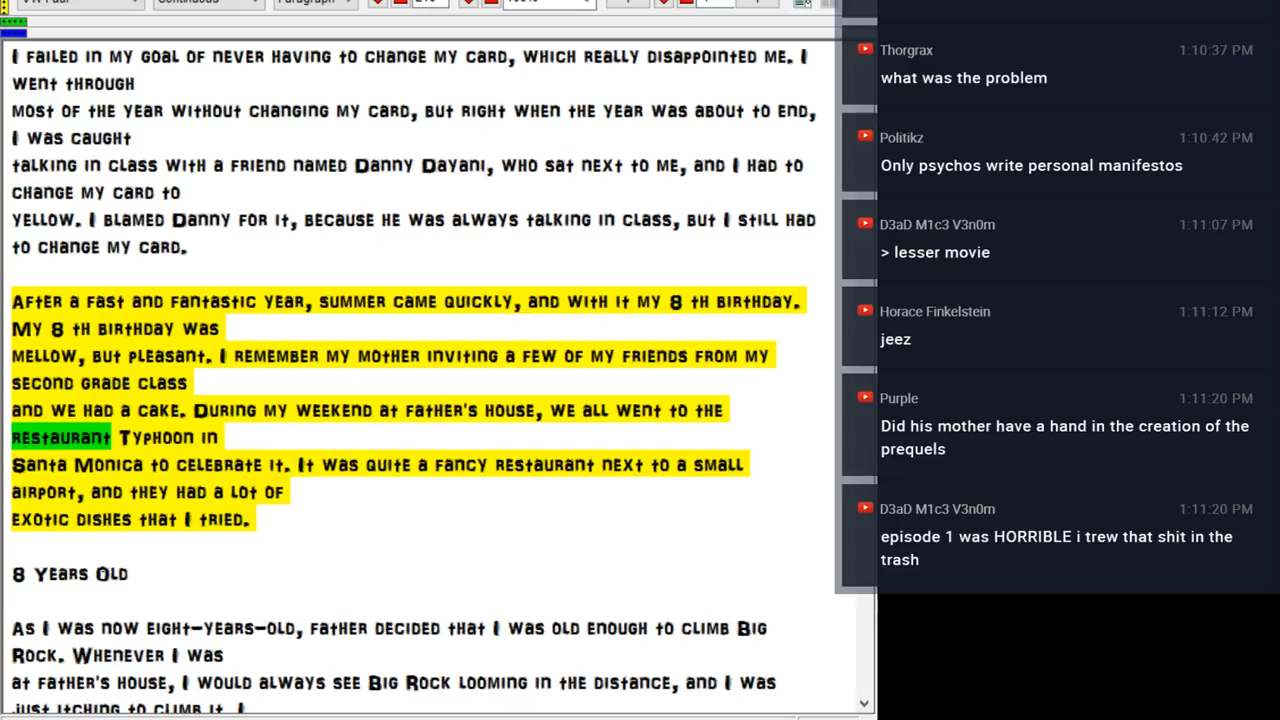 I failed in my goal of never having to change my card, which really disappointed me. I
went through
most of the year without changing my card, but right when the year was about to end,
I was caught
talking in class with a friend named Danny Dayani, who sat next to me, and I had to
change my card to
yellow. I blamed Danny for it, because he was always talking in class, but I still had
to change my card.
After a fast and fantastic year, summer came quickly, and with it my 8 th birthday.
My 8 th birthday was
mellow, but pleasant. I remember my mother inviting a few of my friends from my
second grade class
and we had a cake. During my weekend at father's house, we all went to the
restaurant Typhoon in
Santa Monica to celebrate it. It was quite a fancy restaurant next to a small
airport, and they had a lot of
exotic dishes that I tried.
8 Years Old
As I was now eight-years-old, father decided that I was old enough to climb Big
Rock. Whenever I was
at father's house, I would always see Big Rock looming in the distance, and I was
just itching to climb it. I
Thorgrax 1:10:37 PM
what was the problem
Politikz 1:10:42 PM
Only psychos write personal manifestos
D3aD M1c3 V3n0m 1:11:07 PM
> lesser movie
Horace Finkelstein 1:11:12 PM
jeez
Purple 1:11:20 PM
Did his mother have a hand in the creation of the
prequels
D3aD M1c3 V3n0m 1:11:20 PM
episode 1 was HORRIBLE i trew that shit in the
trash